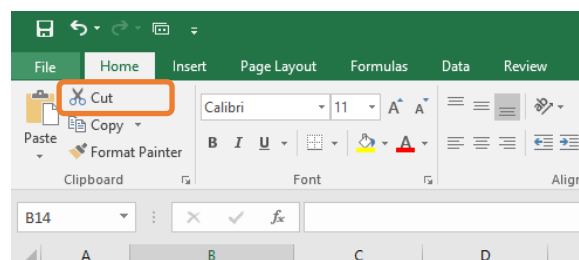 File Home Insert Page Layout Formulas Data Review
Cut
Calibri 11 A A
Copy
Paste
Format Painter
B I U A
Clipboard Font
B14 fx
A B C D